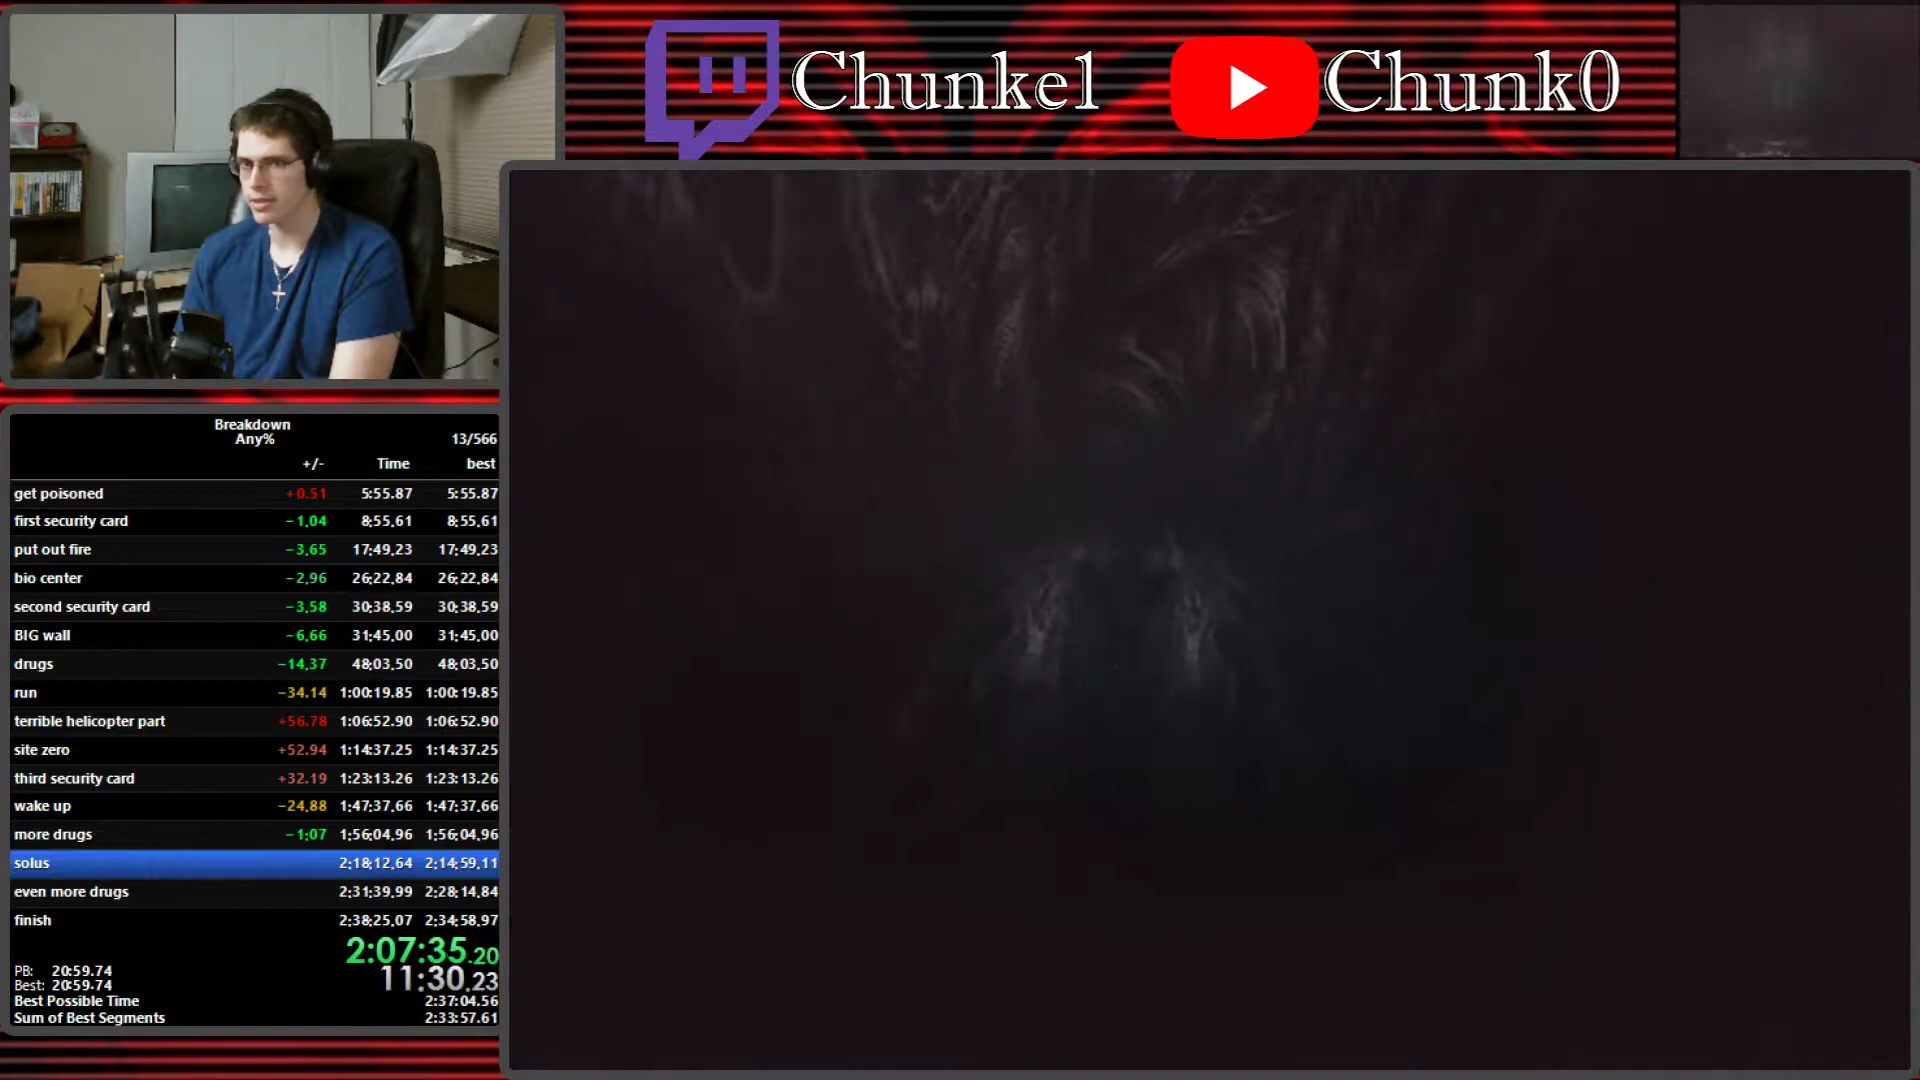 Chunke1
Chunk0
Breakdown
Any%
13/566
+/- Time best
get poisoned +0.51 5:55.87 5:55.87
first security card -1.04 8:55.61 8:55.61
put out fire -3.65 17:49.23 17:49.23
bio center -2.96 26:22.84 26:22.84
second security card -3.58 30:38.59 30:38.59
BIG wall -6.66 31:45.00 31:45.00
drugs -14.37 48:03.50 48:03.50
run -34.14 1:00:19.85 1:00:19.85
terrible helicopter part +56.78 1:06:52.90 1:06:52.90
site zero +52.94 1:14:37.25 1:14:37.25
third security card +32.19 1:23:13.26 1:23:13.26
wake up -24.88 1:47:37.66 1:47:37.66
more drugs -1:07 1:56:04.96 1:56:04.96
solus 2:18:12.64 2:14:59.11
even more drugs 2:31:39.99 2:28:14.84
finish 2:38:25.07 2:34:58.97
2:07:35.20
PB: 20:59.74
11:30.23
Best: 20:59.74
Best Possible Time 2:37:04.56
Sum of Best Segments 2:33:57.61